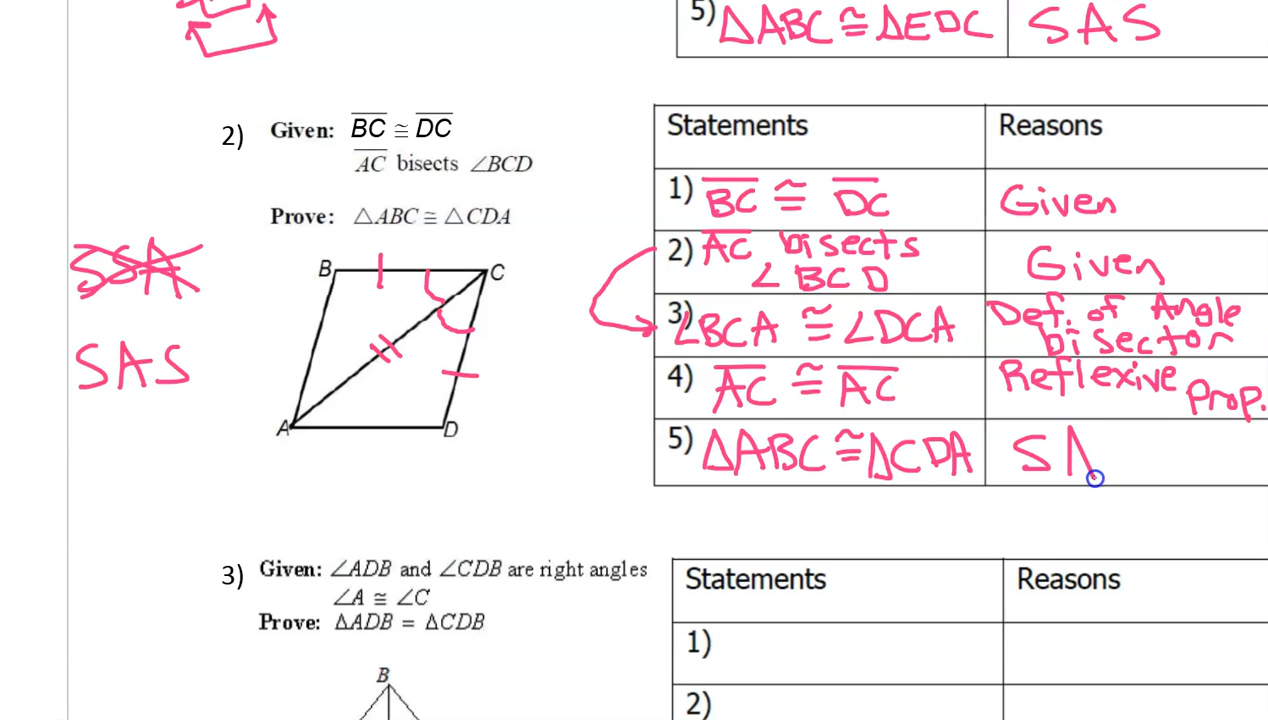 5) ΔABC ≅ ΔEDC SAS
2) Given: BC ≅ DC
AC bisects ∠BCD
Prove: △ABC ≅ △CDA
SSA
SAS
B C
A D
Statements Reasons
1) BC ≅ DC Given
2) AC bisects Given
∠BCD
3) ∠BCA ≅ ∠DCA Def. of Angle
bisector
4) AC ≅ AC Reflexive
Prop.
5) ΔABC ≅ ΔCDA SA
3) Given: ∠ADB and ∠CDB are right angles
∠A ≅ ∠C
Prove: ΔADB = ΔCDB
B
Statements Reasons
1)
2)